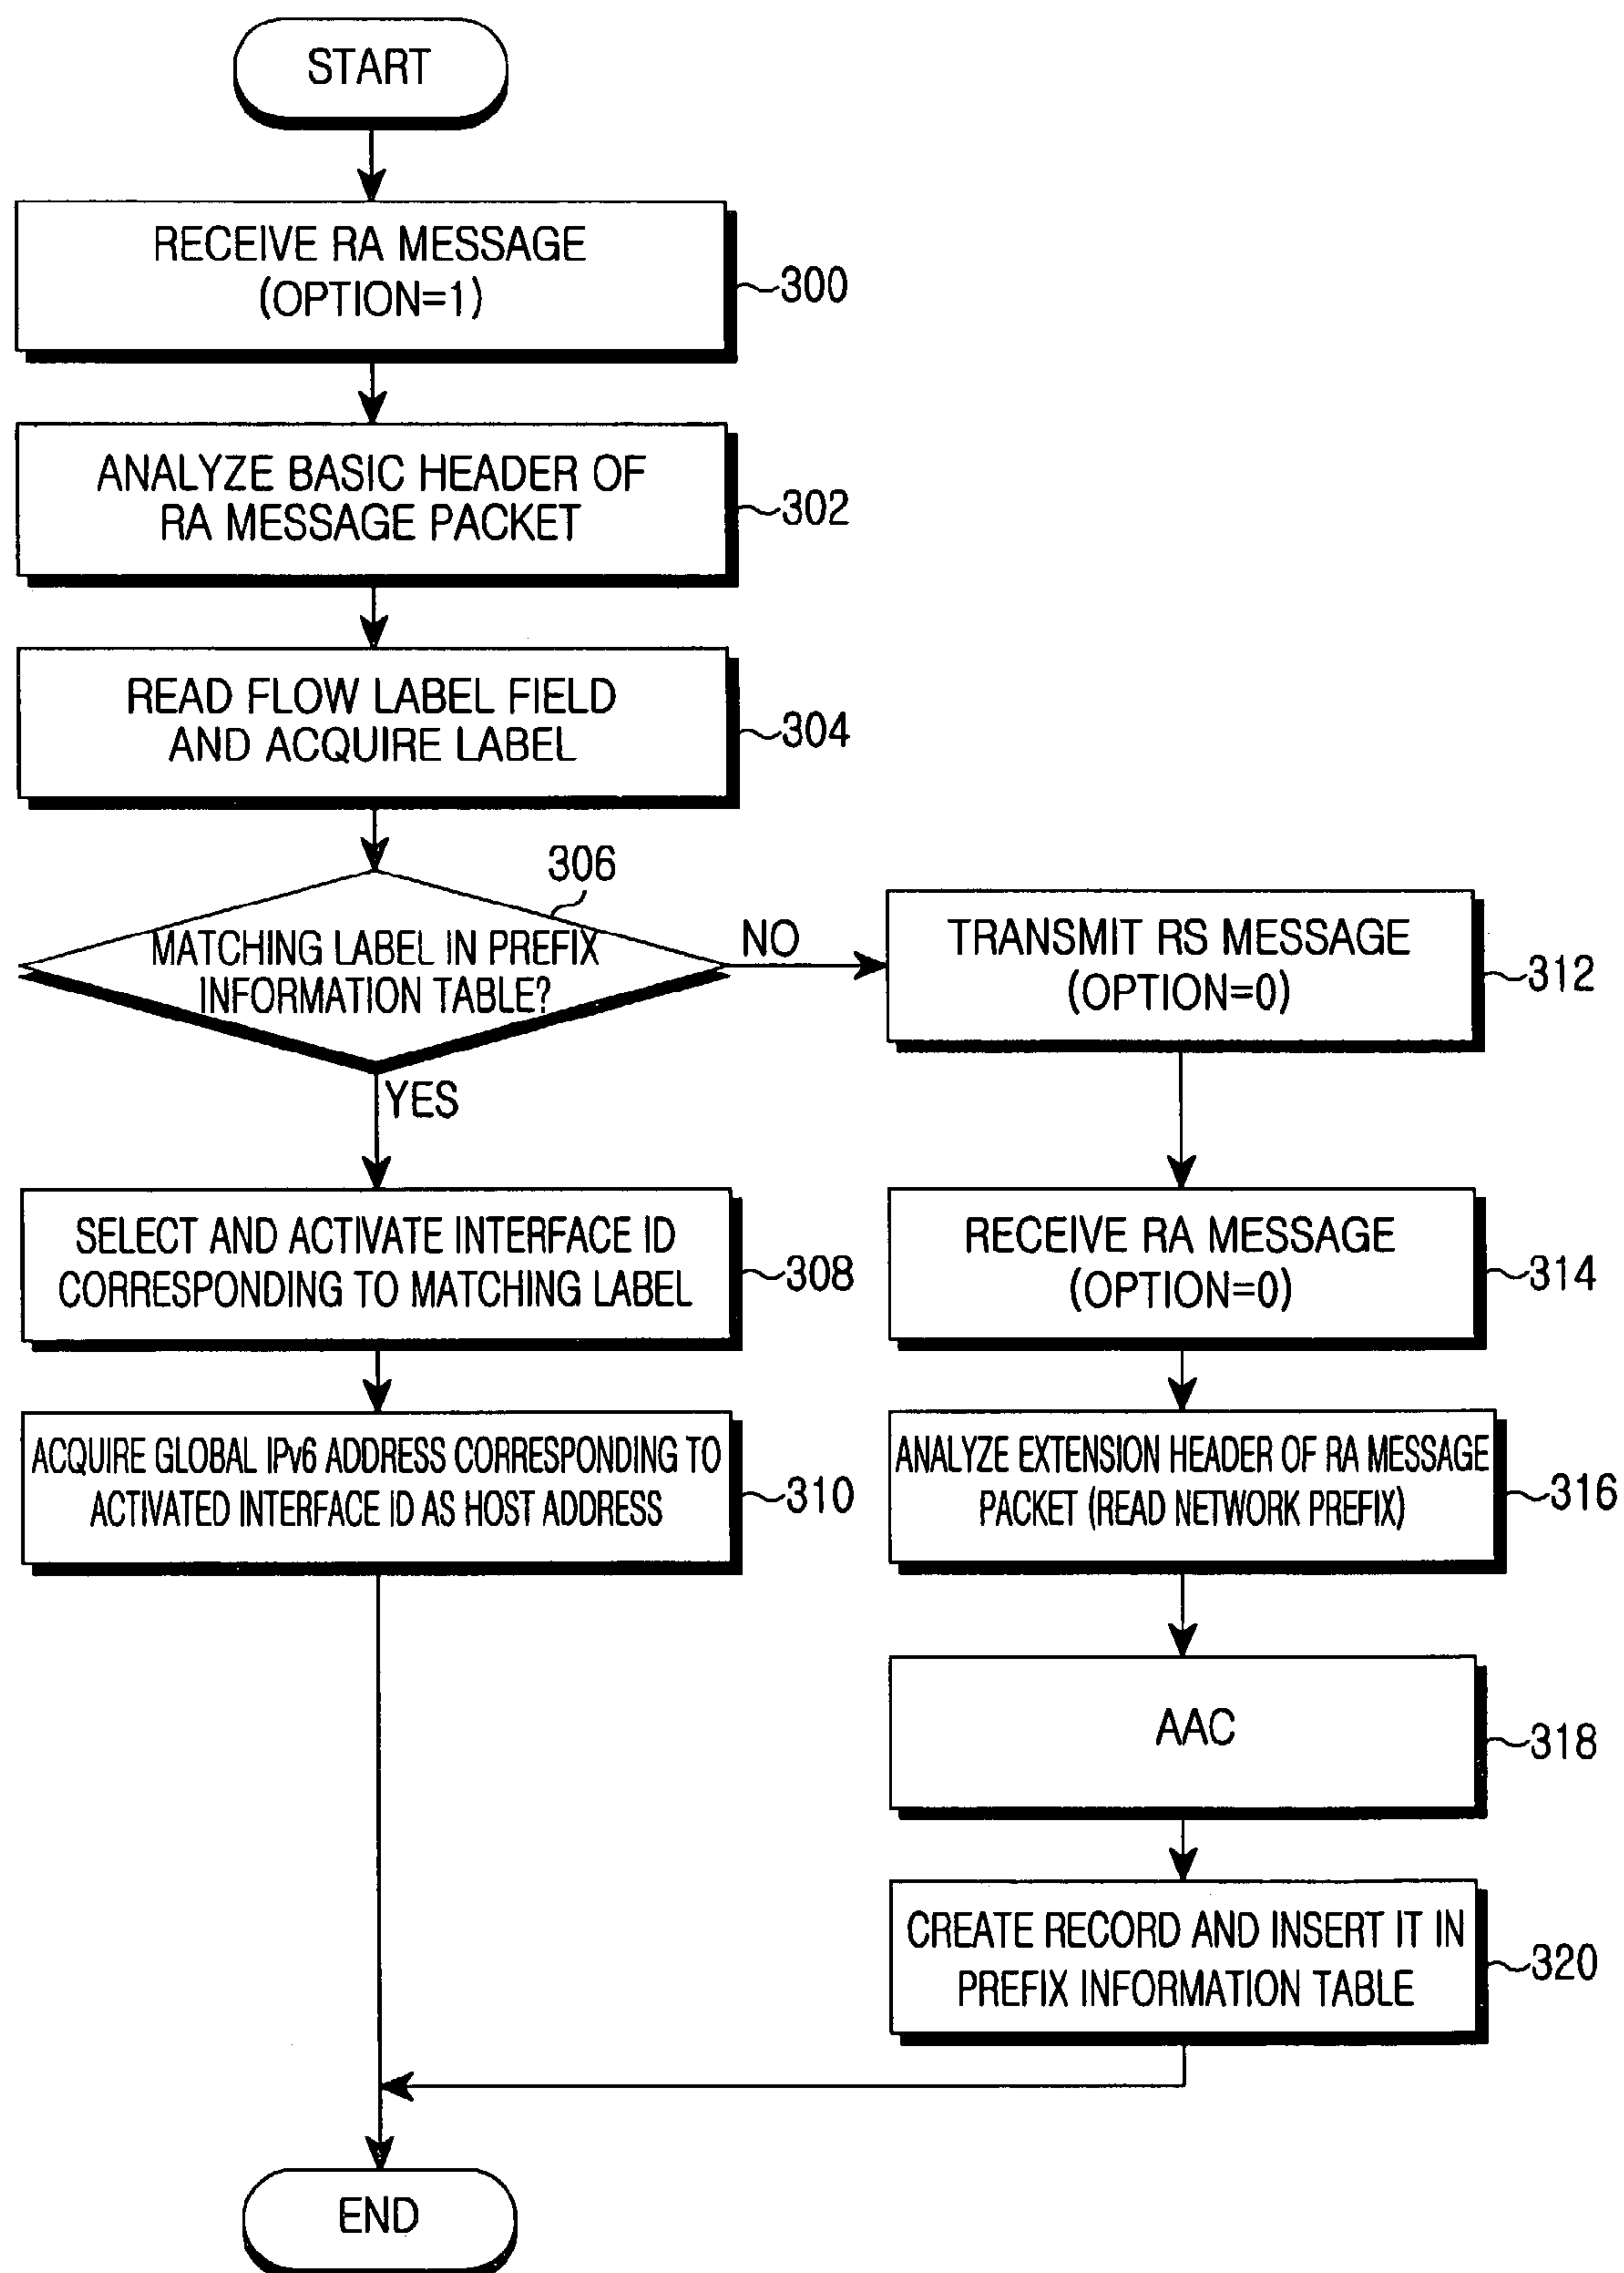 START
RECEIVE RA MESSAGE
(OPTION=1)
300
ANALYZE BASIC HEADER OF
RA MESSAGE PACKET
302
READ FLOW LABEL FIELD
AND ACQUIRE LABEL
304
306
MATCHING LABEL IN PREFIX
INFORMATION TABLE?
NO
YES
TRANSMIT RS MESSAGE
(OPTION=0)
312
SELECT AND ACTIVATE INTERFACE ID
CORRESPONDING TO MATCHING LABEL
308
RECEIVE RA MESSAGE
(OPTION=0)
314
ACQUIRE GLOBAL IPv6 ADDRESS CORRESPONDING TO
ACTIVATED INTERFACE ID AS HOST ADDRESS
310
ANALYZE EXTENSION HEADER OF RA MESSAGE
PACKET (READ NETWORK PREFIX)
316
AAC
318
CREATE RECORD AND INSERT IT IN
PREFIX INFORMATION TABLE
320
END